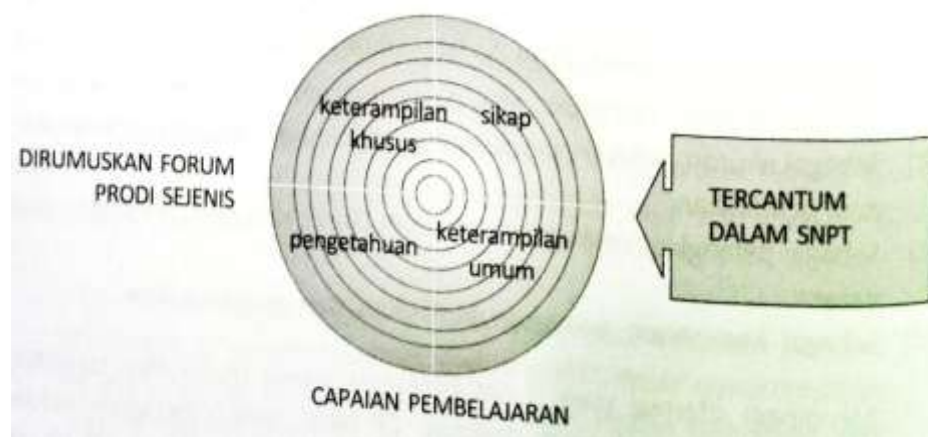 keterampilan
khusus
sikap
DIRUMUSKAN FORUM
PRODI SEJENIS
TERCANTUM
DALAM SNPT
pengetahuan
keterampilan
umum
CAPAIAN PEMBELAJARAN